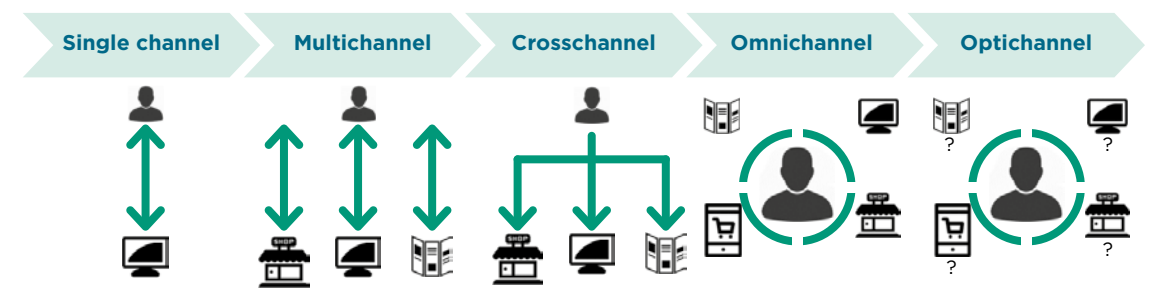 Single channel
Multichannel
Crosschannel
Omnichannel
Optichannel
SHOP
SHOP
SHOP
SHOP
?
?
?
?